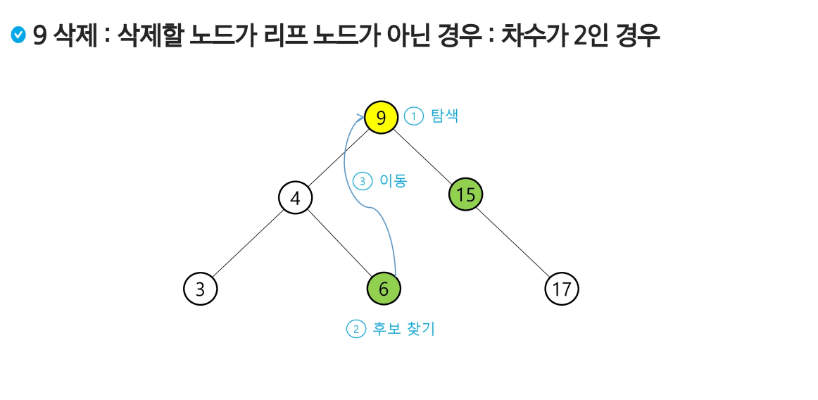 9 삭제 : 삭제할 노드가 리프 노드가 아닌 경우 : 차수가 2인 경우
9 ① 탐색
③ 이동
4 15
3 6 17
② 후보 찾기